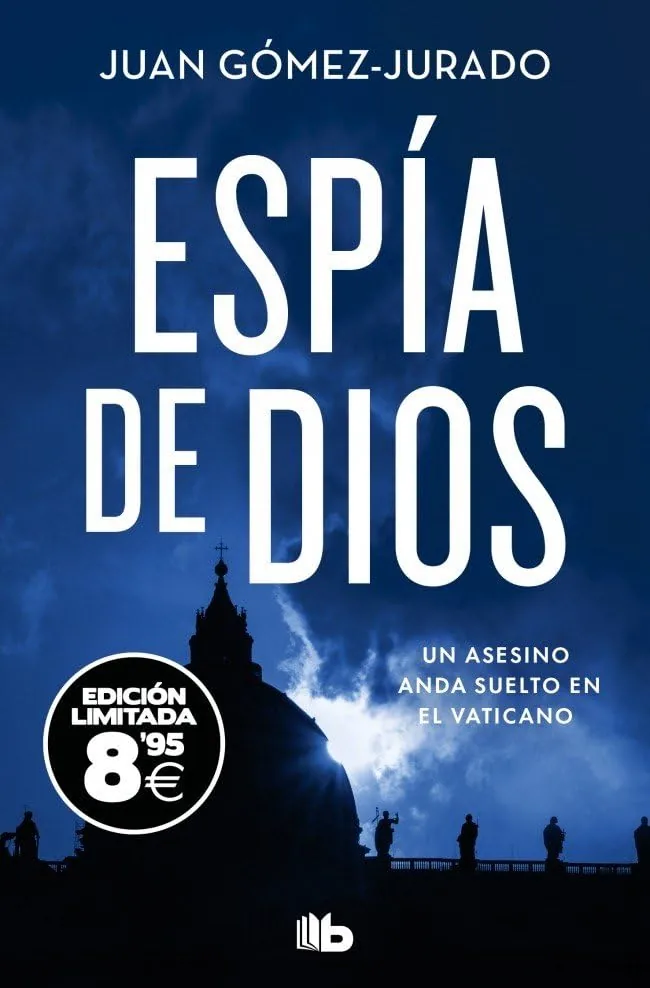 JUAN GÓMEZ-JURADO
ESPÍA
DE DIOS
UN ASESINO
ANDA SUELTO EN
EL VATICANO
EDICIÓN
LIMITADA
8'95
€
b